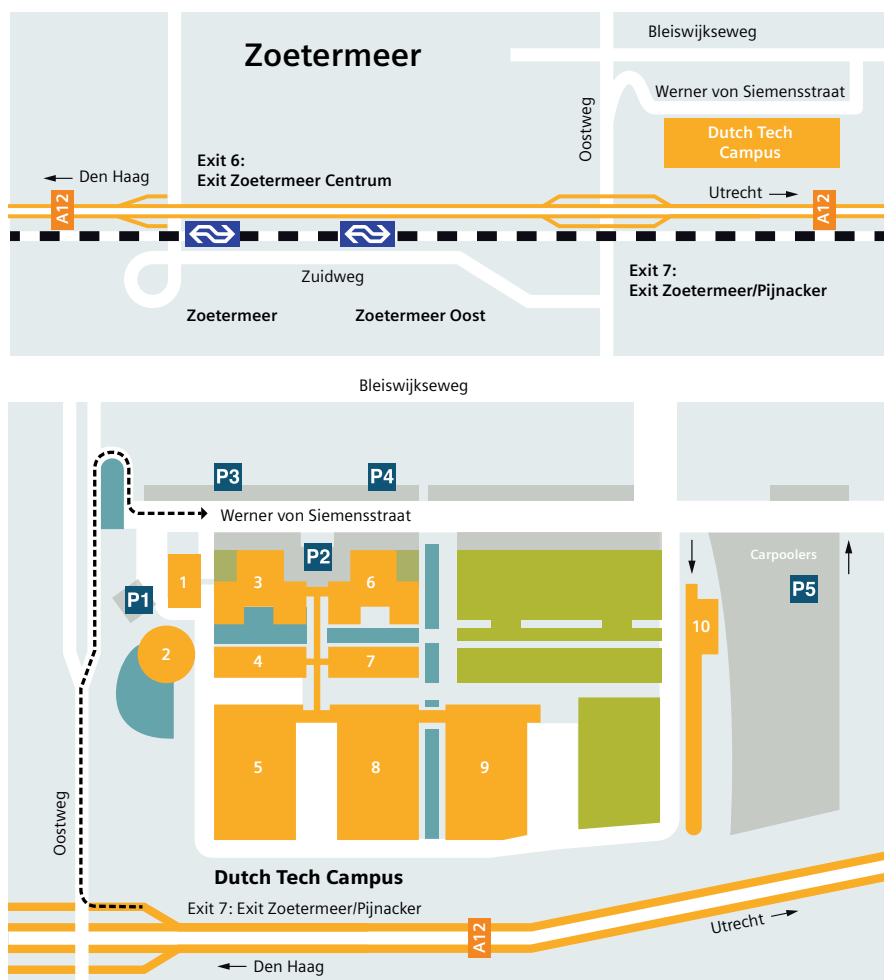 Zoetermeer
Bleiswijkseweg
Werner von Siemensstraat
Oostweg
Dutch Tech
Campus
Exit 6:
Exit Zoetermeer Centrum
Den Haag
Utrecht
A12
A12
Zuidweg
Exit 7:
Exit Zoetermeer/Pijnacker
Zoetermeer
Zoetermeer Oost
Bleiswijkseweg
P3
P4
Werner von Siemensstraat
P2
Carpoolers
1
3
6
P1
P5
10
2
4
7
5
8
9
Oostweg
Dutch Tech Campus
Exit 7: Exit Zoetermeer/Pijnacker
A12
Utrecht
Den Haag